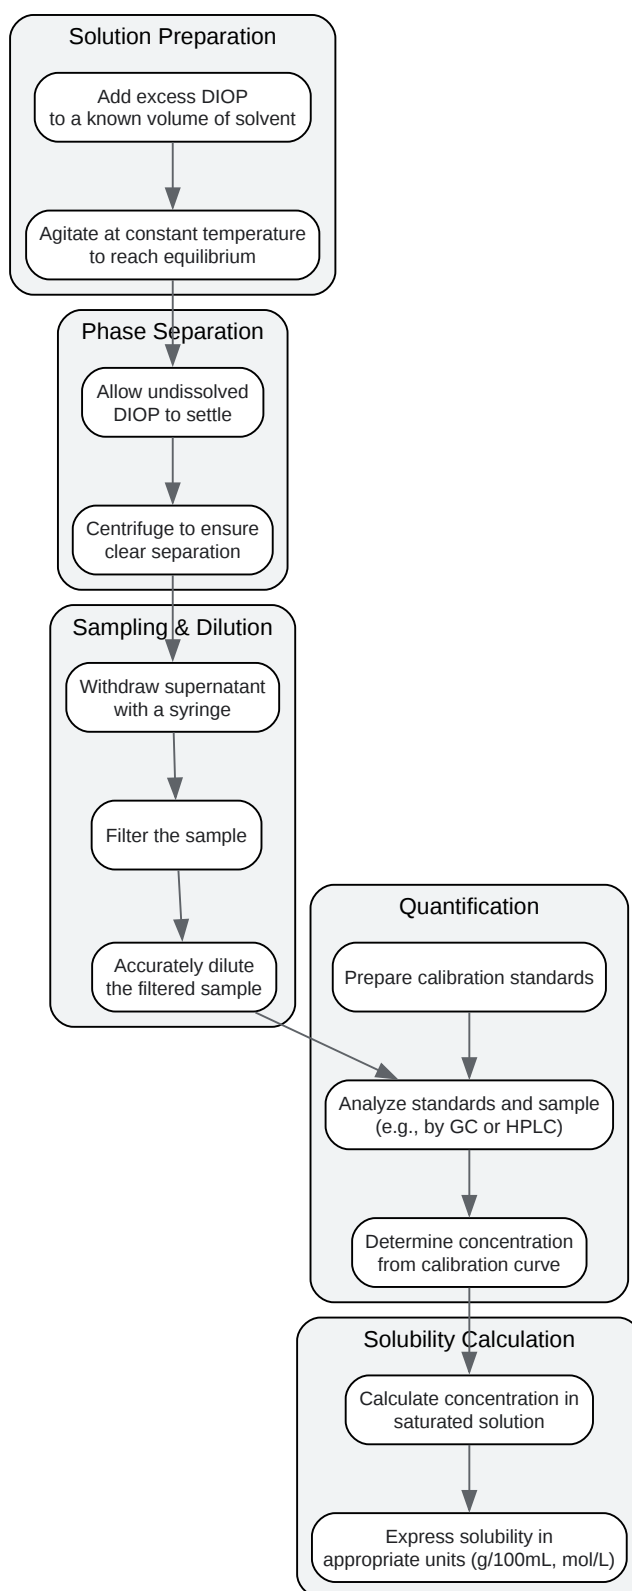 Solution Preparation
Add excess DIOP
to a known volume of solvent
Agitate at constant temperature
to reach equilibrium
Phase Separation
Allow undissolved
DIOP to settle
Centrifuge to ensure
clear separation
Sampling & Dilution
Withdraw supernatant
with a syringe
Filter the sample
Accurately dilute
the filtered sample
Quantification
Prepare calibration standards
Analyze standards and sample
(e.g., by GC or HPLC)
Determine concentration
from calibration curve
Solubility Calculation
Calculate concentration in
saturated solution
Express solubility in
appropriate units (g/100mL, mol/L)